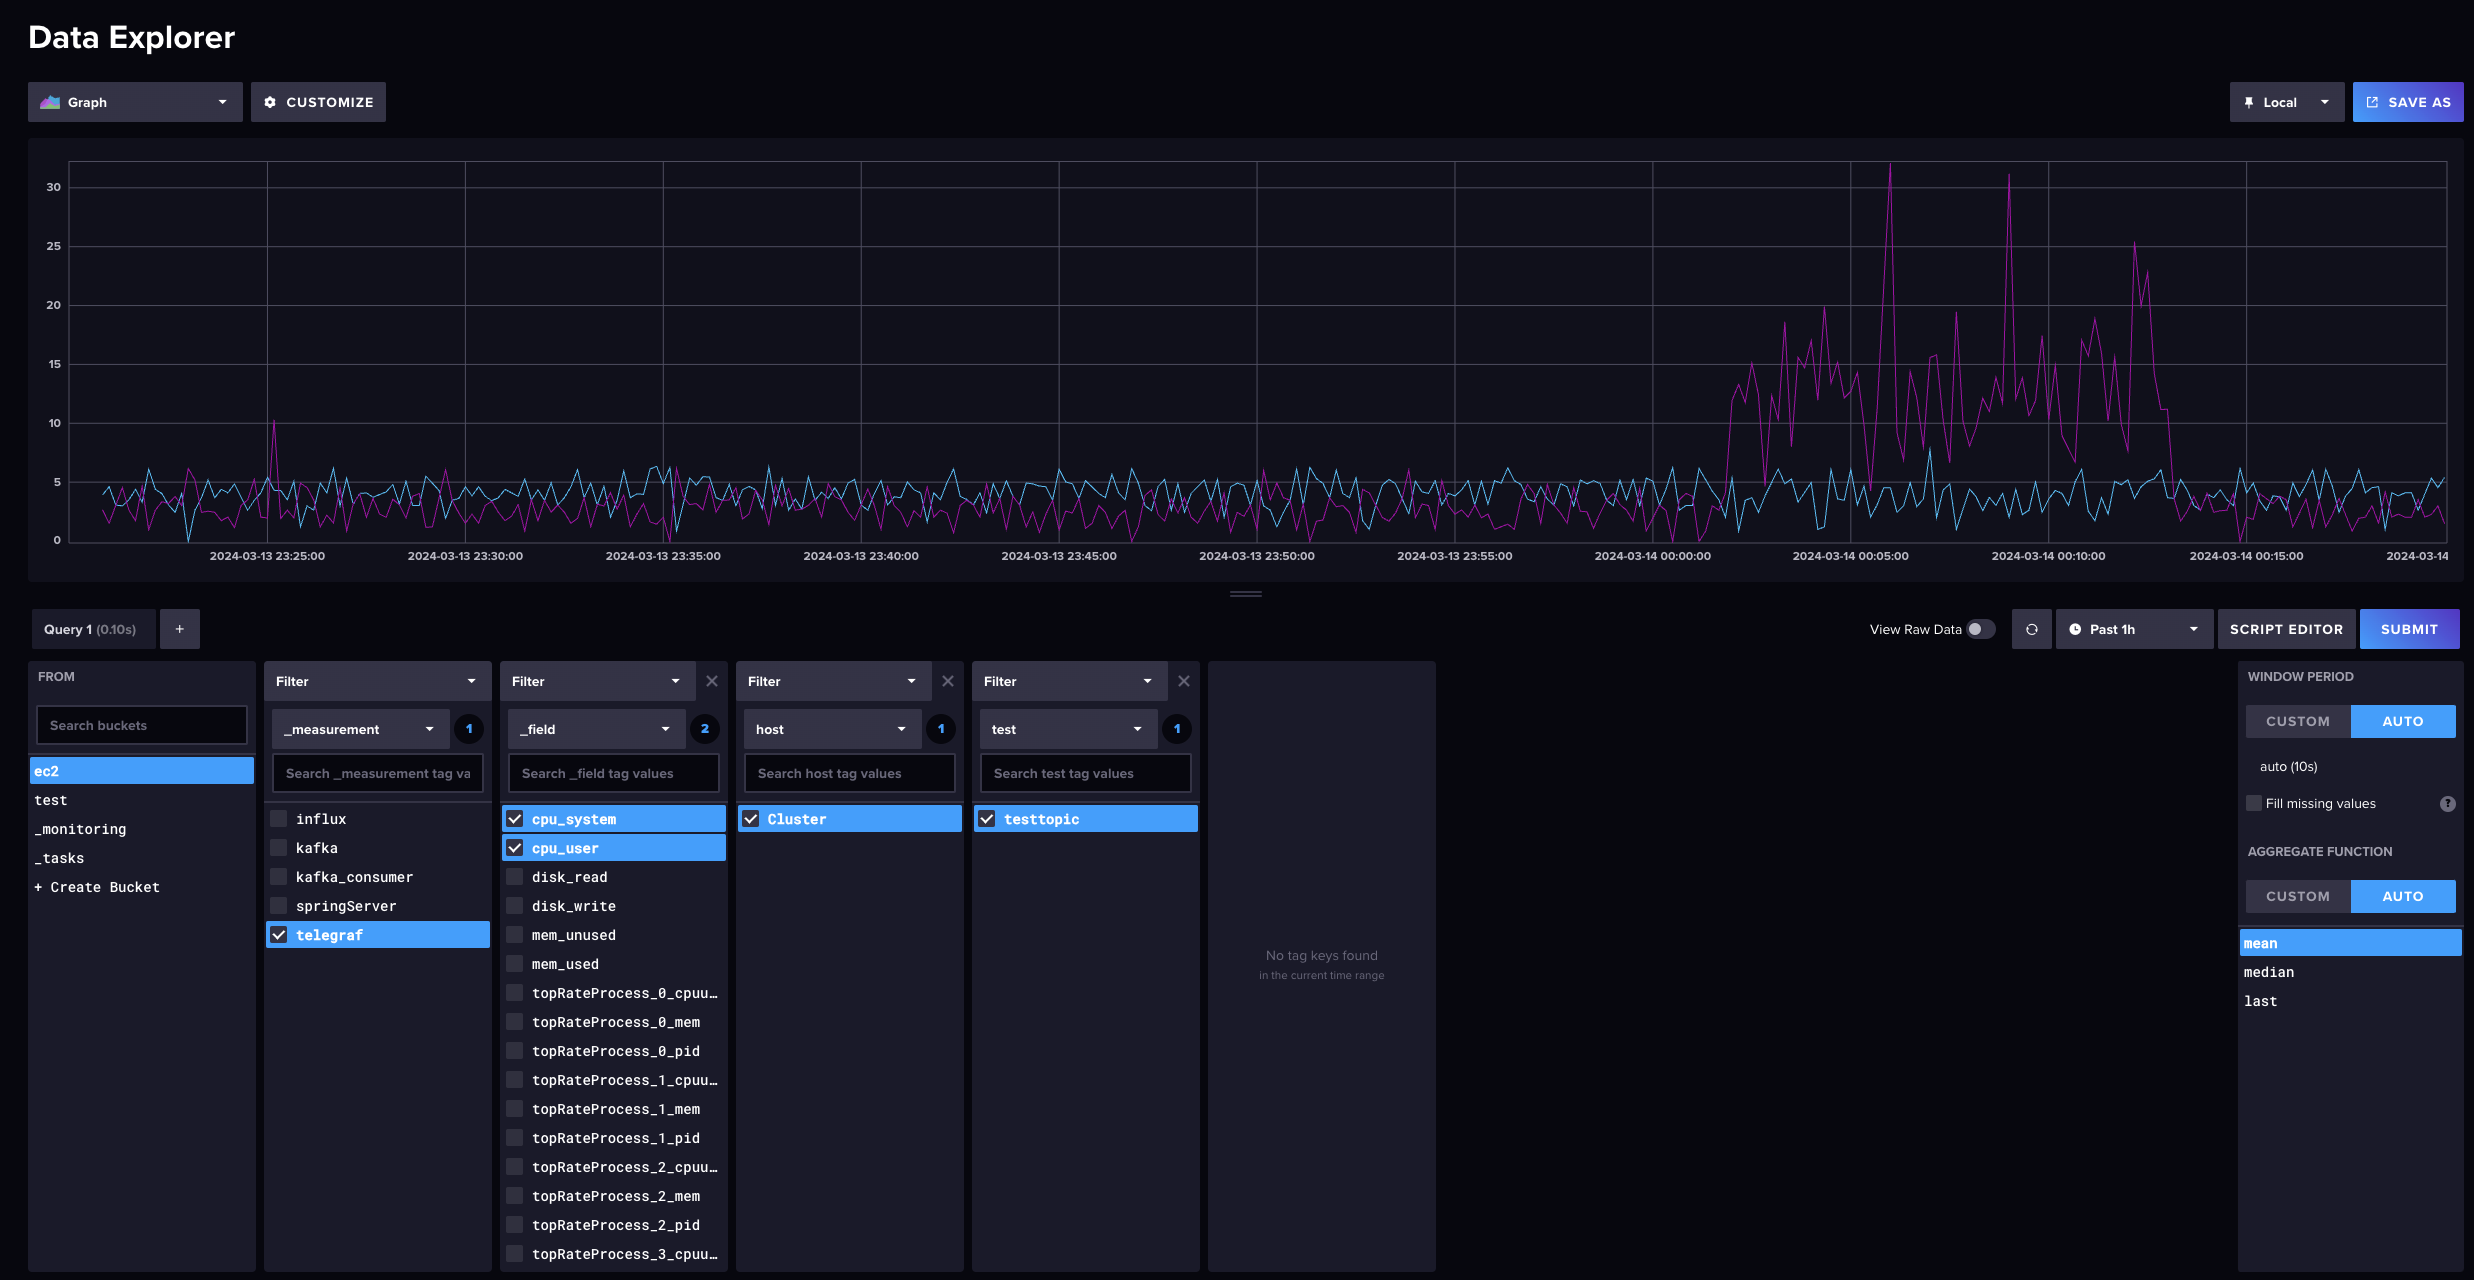 Data Explorer
Graph
CUSTOMIZE
Local
SAVE AS
30
25
20
15
10
5
0
2024-03-13 23:25:00
2024-03-13 23:30:00
2024-03-13 23:35:00
2024-03-13 23:40:00
2024-03-13 23:45:00
2024-03-13 23:50:00
2024-03-13 23:55:00
2024-03-14 00:00:00
2024-03-14 00:05:00
2024-03-14 00:10:00
2024-03-14 00:15:00
2024-03-14
Query 1 (0.10s)
+
View Raw Data
Past 1h
SCRIPT EDITOR
SUBMIT
FROM
Search buckets
ec2
test
_monitoring
_tasks
+ Create Bucket
Filter
_measurement
1
Search _measurement tag va
influx
kafka
kafka_consumer
springServer
telegraf
Filter
_field
2
Search _field tag values
cpu_system
cpu_user
disk_read
disk_write
mem_unused
mem_used
topRateProcess_0_cpuu…
topRateProcess_0_mem
topRateProcess_0_pid
topRateProcess_1_cpuu…
topRateProcess_1_mem
topRateProcess_1_pid
topRateProcess_2_cpuu…
topRateProcess_2_mem
topRateProcess_2_pid
topRateProcess_3_cpuu…
Filter
host
1
Search host tag values
Cluster
Filter
test
1
Search test tag values
testtopic
No tag keys found
in the current time range
WINDOW PERIOD
CUSTOM
AUTO
auto (10s)
Fill missing values
?
AGGREGATE FUNCTION
CUSTOM
AUTO
mean
median
last